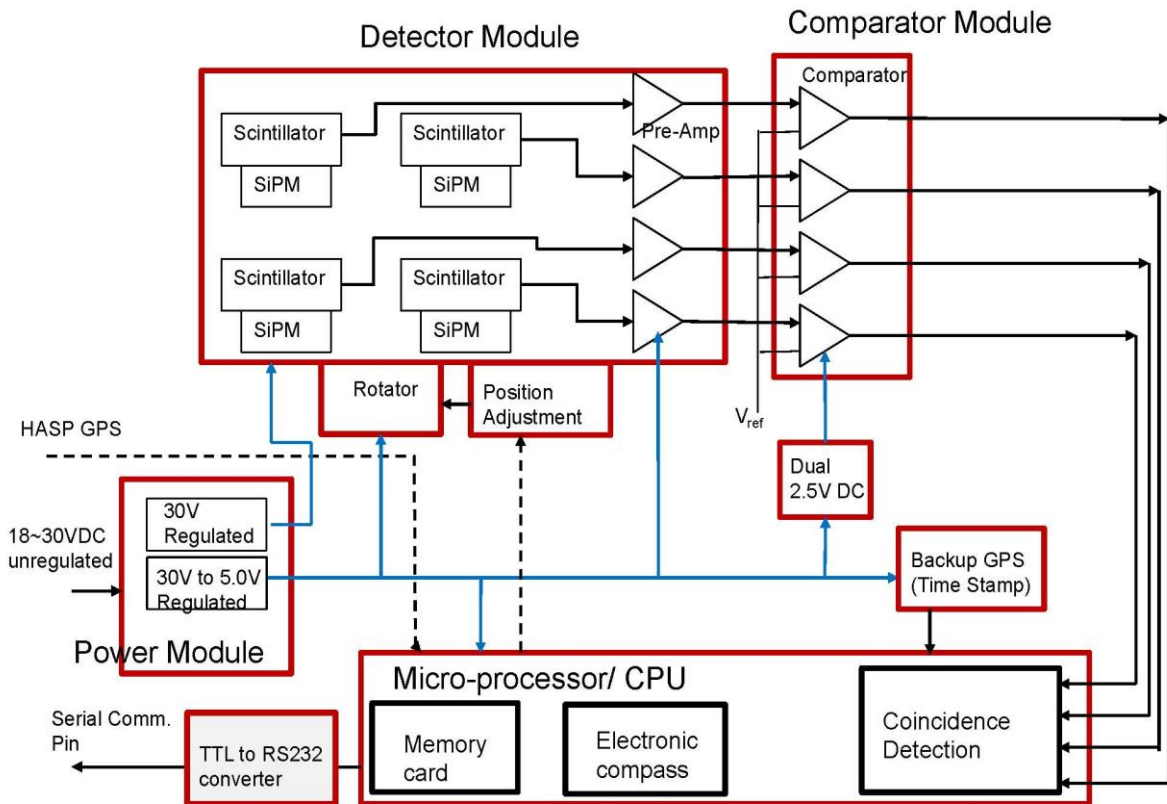 Detector Module
Comparator Module
Comparator
Pre-Amp
Scintillator
SiPM
Scintillator
SiPM
Scintillator
SiPM
Scintillator
SiPM
Rotator
Position
Adjustment
Vref
HASP GPS
Dual
2.5V DC
18~30VDC
unregulated
30V
Regulated
30V to 5.0V
Regulated
Power Module
Backup GPS
(Time Stamp)
Micro-processor/ CPU
Memory
card
Electronic
compass
Coincidence
Detection
Serial Comm.
Pin
TTL to RS232
converter